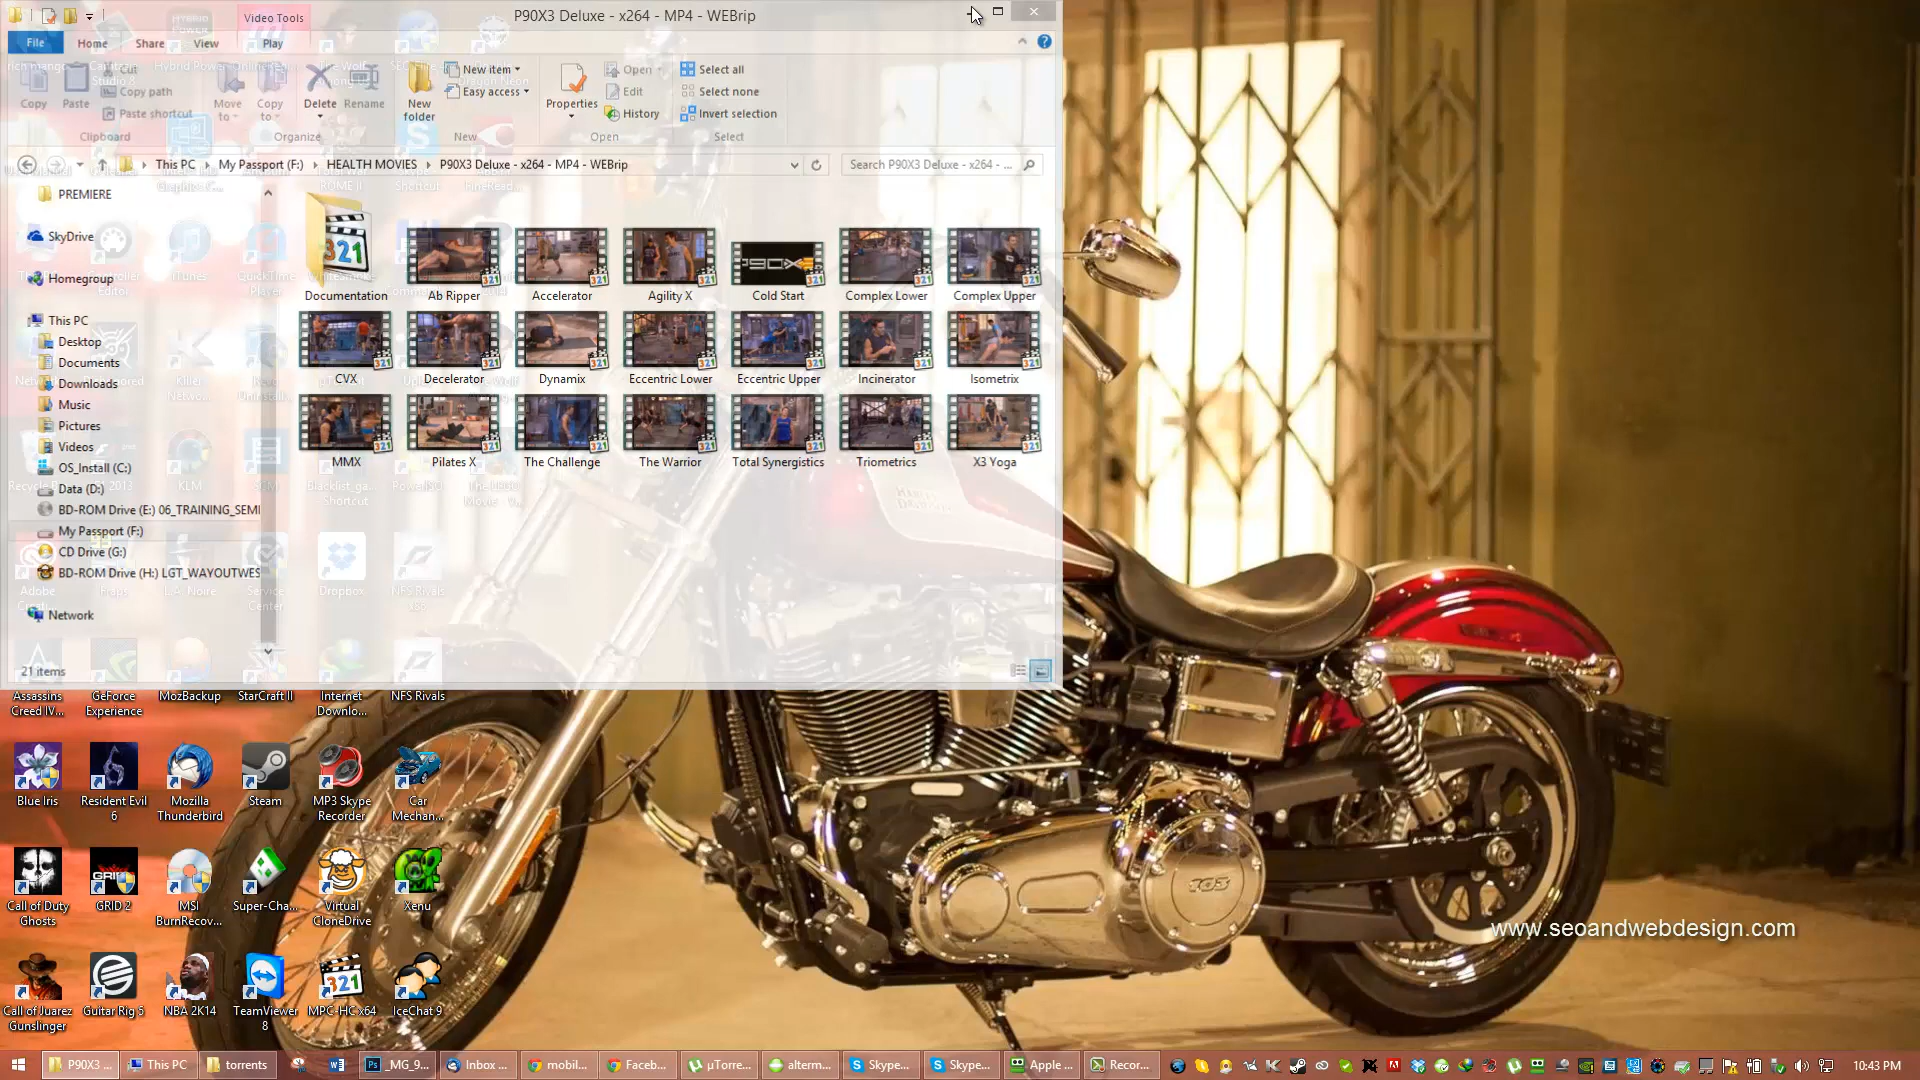 Video Tools
P90X3 Deluxe - x264 - MP4 - WEBrip
File
Home
Share
View
Play
Copy
Paste
Cut
Copy path
Paste shortcut
Move to
Copy to
Delete
Rename
New folder
New item
Easy access
Properties
Open
Edit
History
Select all
Select none
Invert selection
Clipboard
Organize
New
Open
Select
This PC
My Passport (F:)
HEALTH MOVIES
P90X3 Deluxe - x264 - MP4 - WEBrip
Search P90X3 Deluxe - x264 - ...
PREMIERE
SkyDrive
Homegroup
This PC
Desktop
Documents
Downloads
Music
Pictures
Videos
OS_Install (C:)
Data (D:)
BD-ROM Drive (E:) 06_TRAINING_SEMI
My Passport (F:)
CD Drive (G:)
BD-ROM Drive (H:) LGT_WAYOUTWES
Network
21 items
Documentation
Ab Ripper
Accelerator
Agility X
Cold Start
Complex Lower
Complex Upper
CVX
Decelerator
Dynamix
Eccentric Lower
Eccentric Upper
Incinerator
Isometrix
MMX
Pilates X
The Challenge
The Warrior
Total Synergistics
Triometrics
X3 Yoga
Dropbox
NFS Rivals
Assassins Creed IV...
GeForce Experience
MozBackup
StarCraft II
Internet Downlo...
NFS Rivals
Blue Iris
Resident Evil 6
Mozilla Thunderbird
Steam
MP3 Skype Recorder
Car Mechan...
Call of Duty Ghosts
GRID 2
MSI BurnRecov...
Super-Cha...
Virtual CloneDrive
Xenu
Call of Juarez Gunslinger
Guitar Rig 5
NBA 2K14
TeamViewer 8
MPC-HC x64
IceChat 9
103
www.seoandwebdesign.com
P90X3 ...
This PC
torrents
_MG_9...
Inbox ...
mobil...
Faceb...
µTorre...
alterm...
Skype...
Skype...
Apple ...
Recor...
10:43 PM